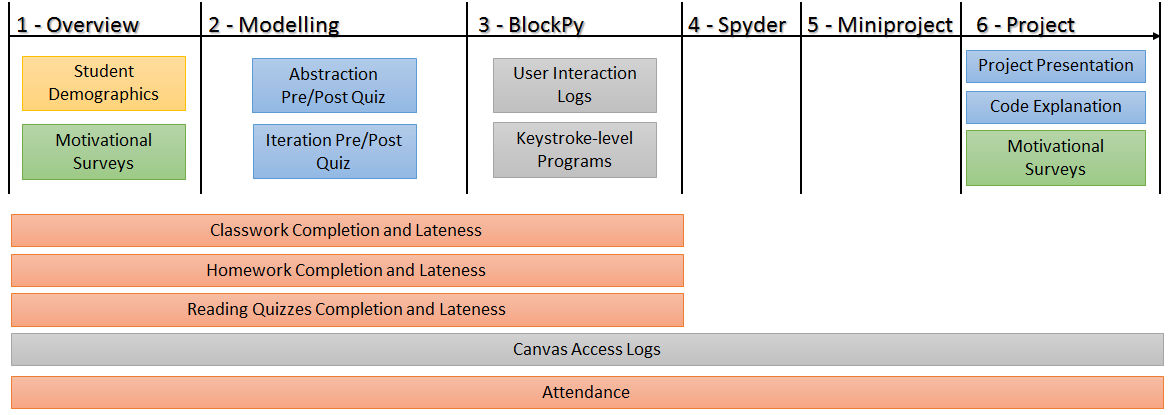 1 - Overview
2 - Modelling
3 - BlockPy
4 - Spyder
5 - Miniproject
6 - Project
Student
Demographics
Motivational
Surveys
Abstraction
Pre/Post Quiz
Iteration Pre/Post
Quiz
User Interaction
Logs
Keystroke-level
Programs
Project Presentation
Code Explanation
Motivational
Surveys
Classwork Completion and Lateness
Homework Completion and Lateness
Reading Quizzes Completion and Lateness
Canvas Access Logs
Attendance